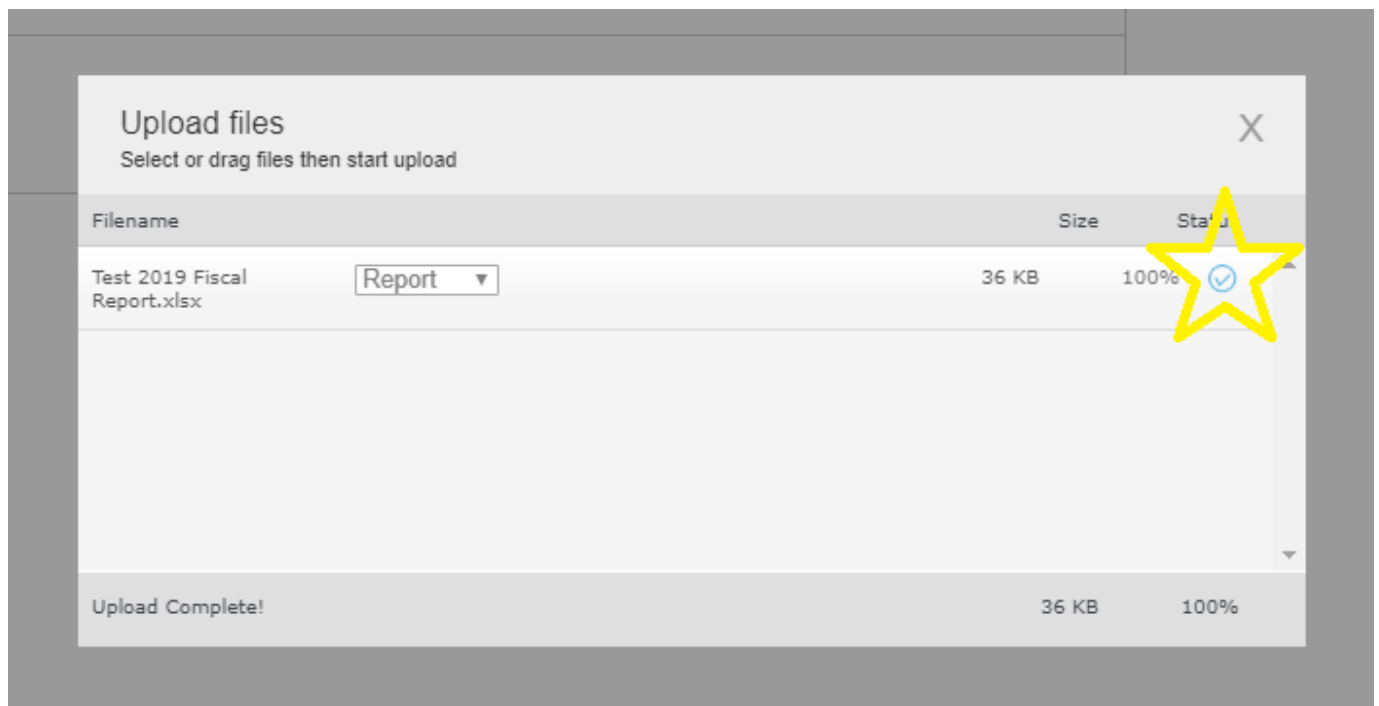 Upload files
X
Select or drag files then start upload
Filename Size Status
Test 2019 Fiscal Report ▼ 36 KB 100%
Report.xlsx
Upload Complete! 36 KB 100%